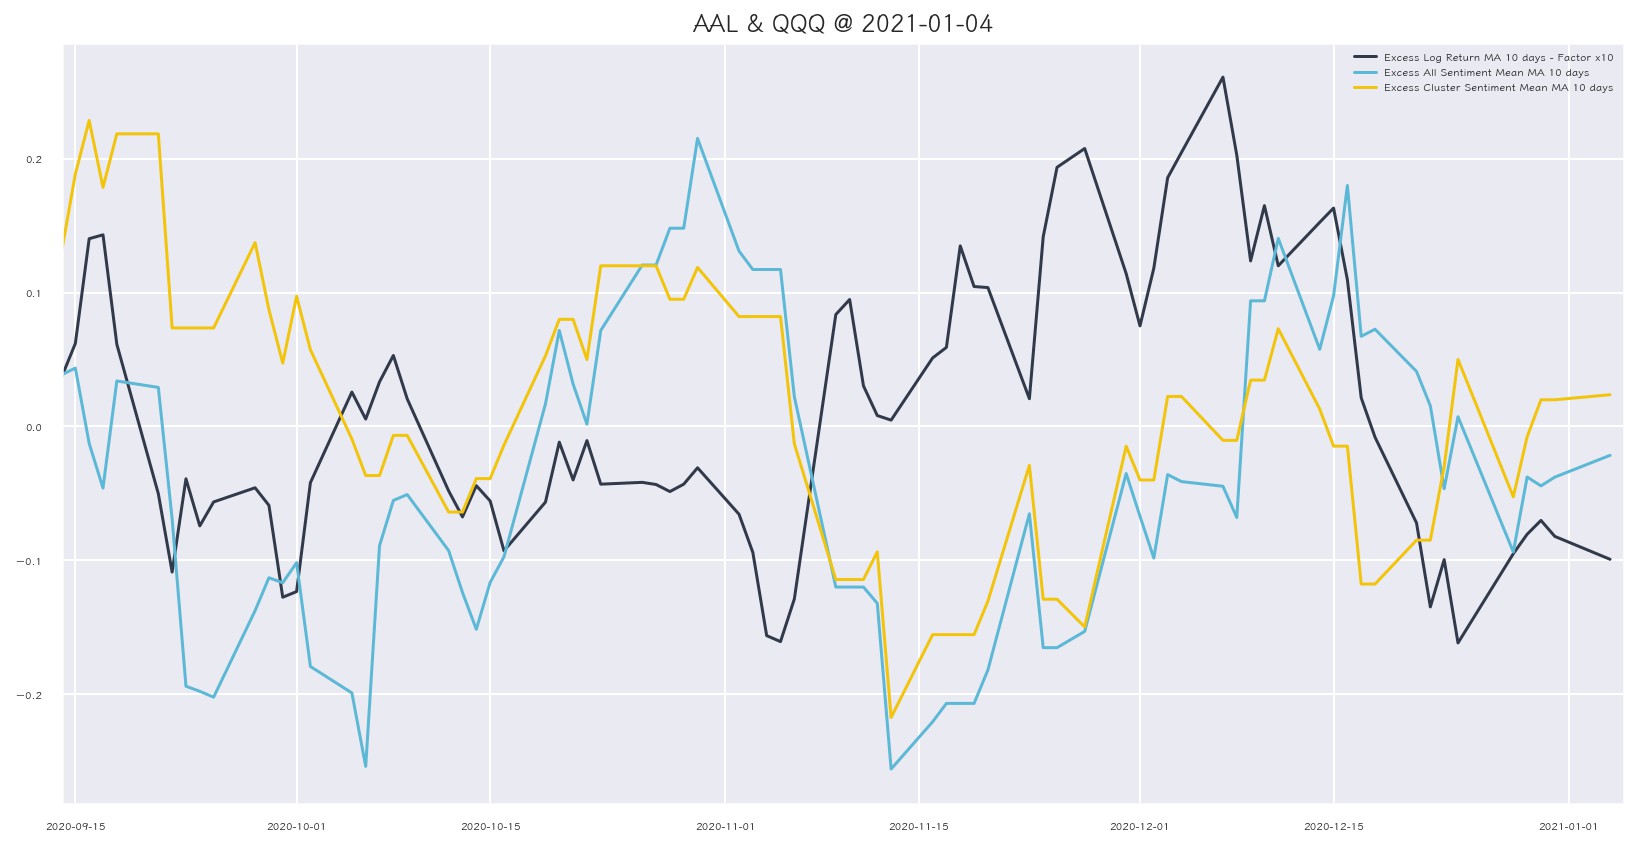 AAL & QQQ @ 2021-01-04
Excess Log Return MA 10 days - Factor x10
Excess All Sentiment Mean MA 10 days
Excess Cluster Sentiment Mean MA 10 days
0.2
0.1
0.0
−0.1
−0.2
2020-09-15 2020-10-01 2020-10-15 2020-11-01 2020-11-15 2020-12-01 2020-12-15 2021-01-01